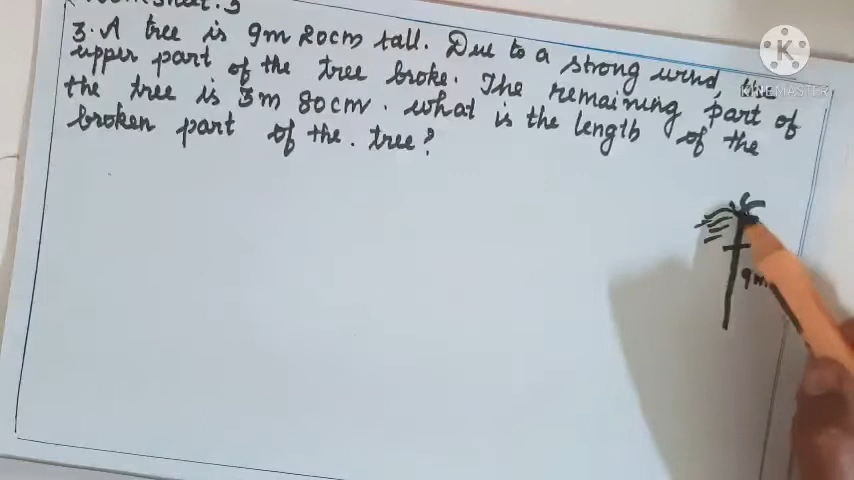 3. A tree is 9m 20cm tall. Due to a strong wind, the
upper part of the tree broke. The remaining part of
the tree is 3m 80cm. what is the length of the
broken part of the. tree?
9m
KINEMASTER